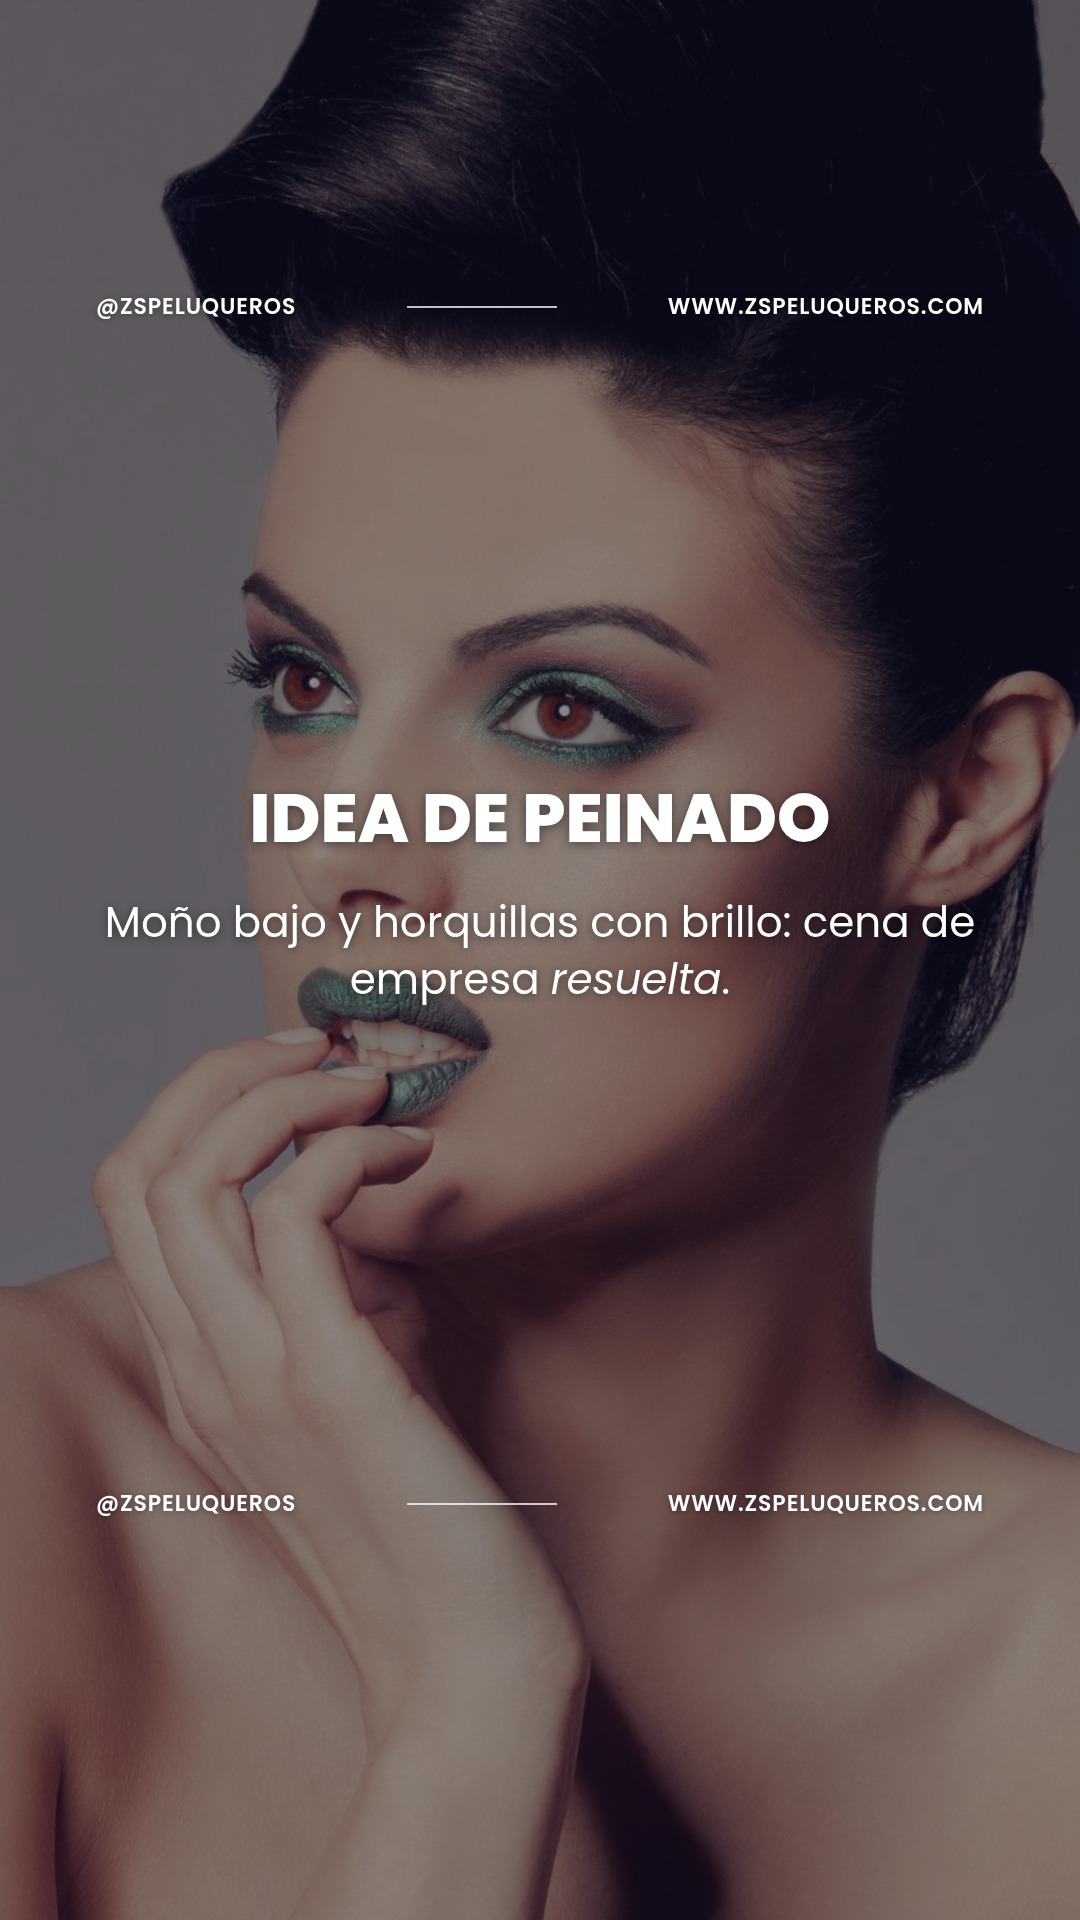 @ZSPELUQUEROS WWW.ZSPELUQUEROS.COM
IDEA DE PEINADO
Moño bajo y horquillas con brillo: cena de
empresa resuelta.
@ZSPELUQUEROS WWW.ZSPELUQUEROS.COM